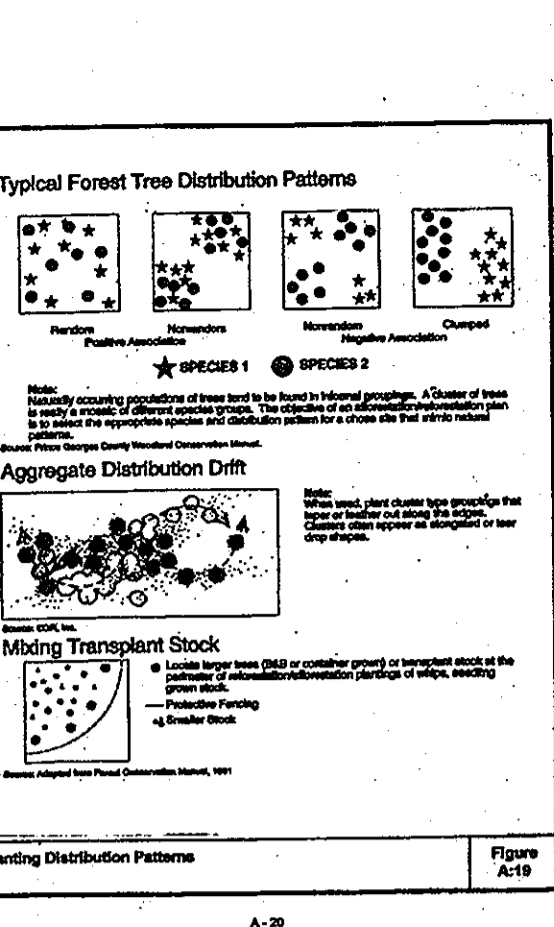 Typical Forest Tree Distribution Patterns
Random
Nonrandom
Nonrandom
Clumped
Positive Association
Negative Association
SPECIES 1
SPECIES 2
Note:
Naturally occurring populations of trees tend to be found in informal groupings. A cluster of trees
is really a mosaic of different species groups. The objective of an afforestation/reforestation plan
is to select the appropriate species and distribution pattern for a chose site that mimic natural
patterns.
Source: Prince Georges County Woodland Conservation Manual.
Aggregate Distribution Drift
Note:
When used, plant cluster type groupings that
taper or feather out along the edges.
Clusters often appear as elongated or tear
drop shapes.
Source: Inc.
Mixing Transplant Stock
Locate larger trees (B&B or container grown) or transplant stock at the
perimeter of reforestation/afforestation plantings of whips, seedling
grown stock.
Protective Fencing
Smaller Stock
Source: Adapted from Forest Conservation Manual, 1991
anting Distribution Patterns
Figure
A:19
A - 20